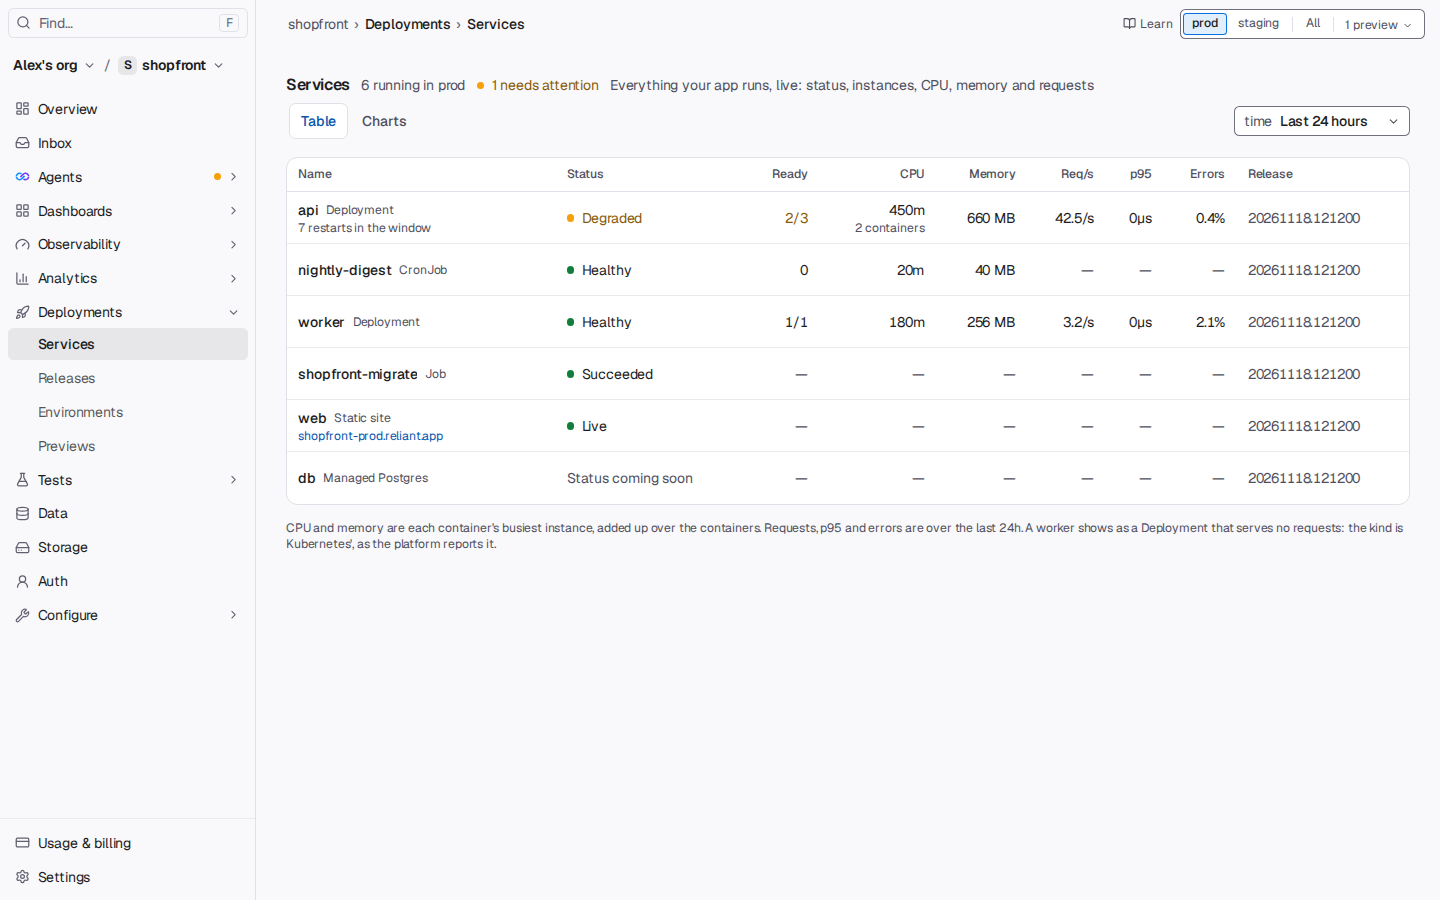 Find...
F
shopfront › Deployments › Services
Learn
prod
staging
All
1 preview
Alex's org / S shopfront
Overview
Inbox
Agents
Dashboards
Observability
Analytics
Deployments
Services
Releases
Environments
Previews
Tests
Data
Storage
Auth
Configure
Usage & billing
Settings
Services 6 running in prod 1 needs attention Everything your app runs, live: status, instances, CPU, memory and requests
Table Charts
time Last 24 hours
Name Status Ready CPU Memory Req/s p95 Errors Release
api Deployment Degraded 2/3 450m 660 MB 42.5/s 0µs 0.4% 20261118.121200
7 restarts in the window 2 containers
nightly-digest CronJob Healthy 0 20m 40 MB — — — 20261118.121200
worker Deployment Healthy 1/1 180m 256 MB 3.2/s 0µs 2.1% 20261118.121200
shopfront-migrate Job Succeeded — — — — — — 20261118.121200
web Static site Live — — — — — — 20261118.121200
shopfront-prod.reliant.app
db Managed Postgres Status coming soon — — — — — — 20261118.121200
CPU and memory are each container's busiest instance, added up over the containers. Requests, p95 and errors are over the last 24h. A worker shows as a Deployment that serves no requests: the kind is
Kubernetes', as the platform reports it.